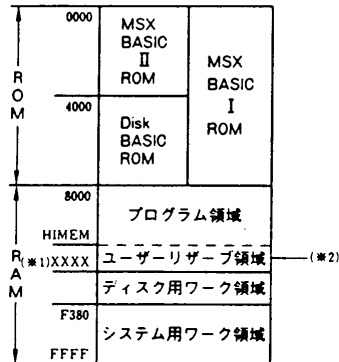 0000
MSX
BASIC
II
ROM
MSX
BASIC
I
ROM
ROM
4000
Disk
BASIC
ROM
8000
プログラム領域
HIMEM
RAM
(※1)XXXX
ユーザーリザーブ領域
(※2)
ディスク用ワーク領域
F380
システム用ワーク領域
FFFF